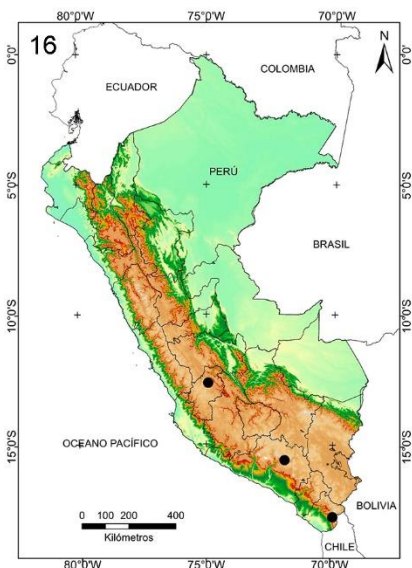 80°0'O 75°0'O 70°0'O
16
N
0°0' 0°0'
COLOMBIA
ECUADOR
PERÚ
5°0'S 5°0'S
BRASIL
10°0'S 10°0'S
OCEANO PACÍFICO
15°0'S 15°0'S
BOLIVIA
0 100 200 400
Kilómetros
CHILE
80°0'O 75°0'O 70°0'O